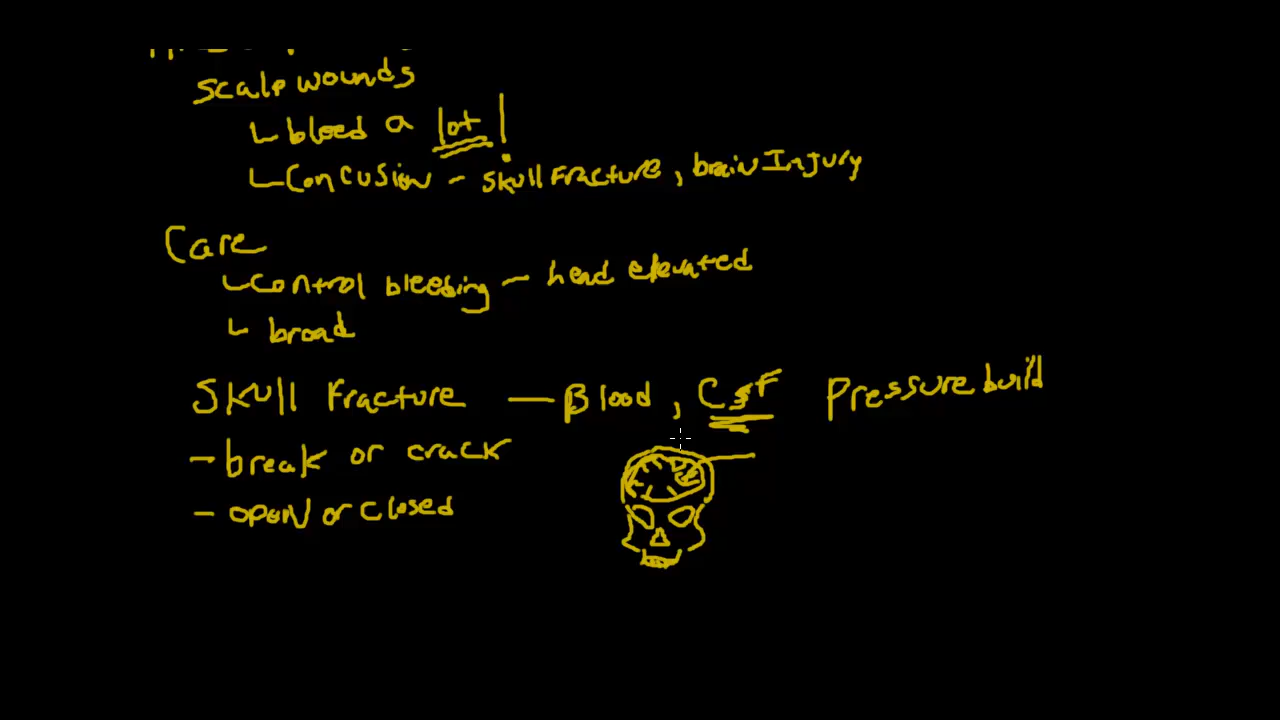 scalp wounds
bleed a lot!
Concusion - skull Fracture, brain Injury
Care
control bleeding - head elevated
broad
Skull Fracture — Blood, CSF Pressure build
- break or crack
- open or closed